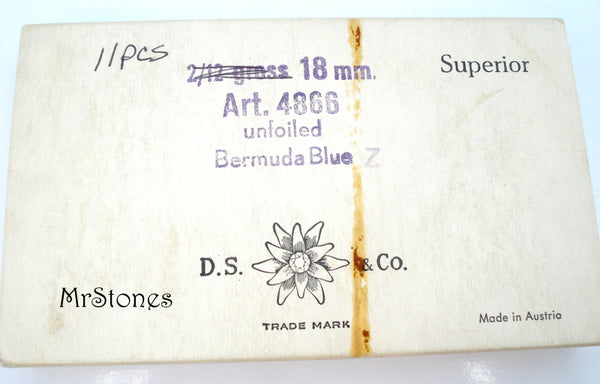 11pcs
2/12 gross 18 mm.
Superior
Art. 4866
unfoiled
Bermuda Blue Z
D.S. & Co.
MrStones
TRADE MARK
Made in Austria